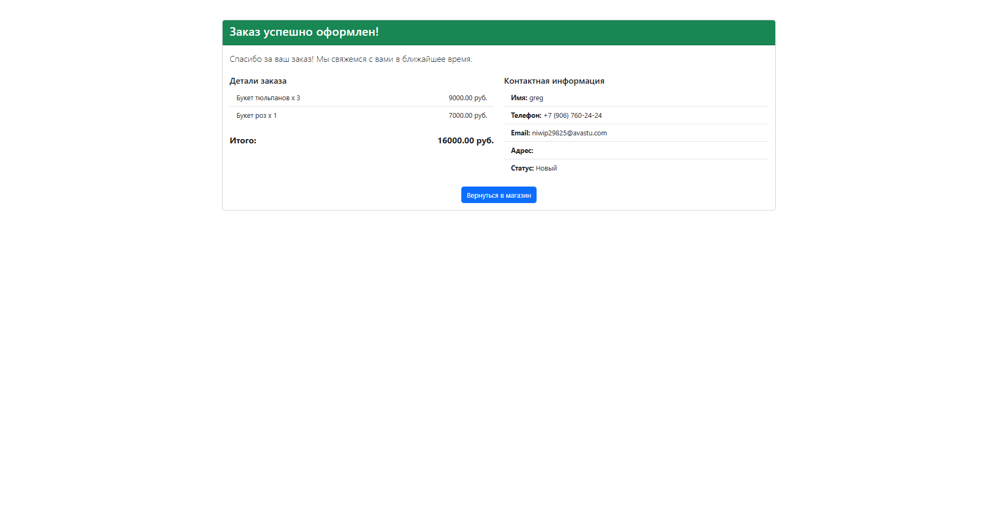 Заказ успешно оформлен!
Спасибо за ваш заказ! Мы свяжемся с вами в ближайшее время.
Детали заказа
Букет тюльпанов x 3 9000.00 руб.
Букет роз x 1 7000.00 руб.
Итого: 16000.00 руб.
Контактная информация
Имя: greg
Телефон: +7 (906) 760-24-24
Email: niwip29825@avastu.com
Адрес:
Статус: Новый
Вернуться в магазин